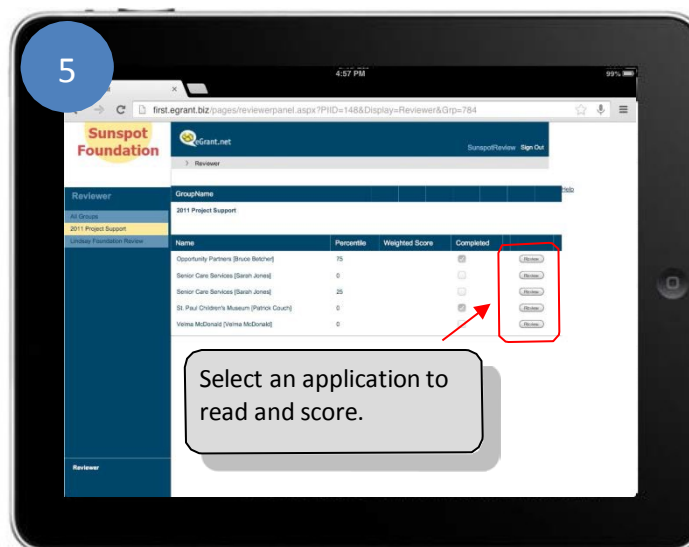 5
4:57 PM
99%
first.egrant.biz/pages/reviewerpanel.aspx?PIID=148&Display=Reviewer&Grp=784
Sunspot
Foundation
eGrant.net
SunspotReview Sign Out
> Reviewer
Help
Reviewer
All Groups
2011 Project Support
Lindsay Foundation Review
GroupName
2011 Project Support
Name Percentile Weighted Score Completed
Opportunity Partners [Bruce Botcher] 75 Review
Senior Care Services [Sarah Jones] 0 Review
Senior Care Services [Sarah Jones] 25 Review
St. Paul Children's Museum [Patrick Couch] 0 Review
Velma McDonald [Velma McDonald] 0 Review
Select an application to
read and score.
Reviewer